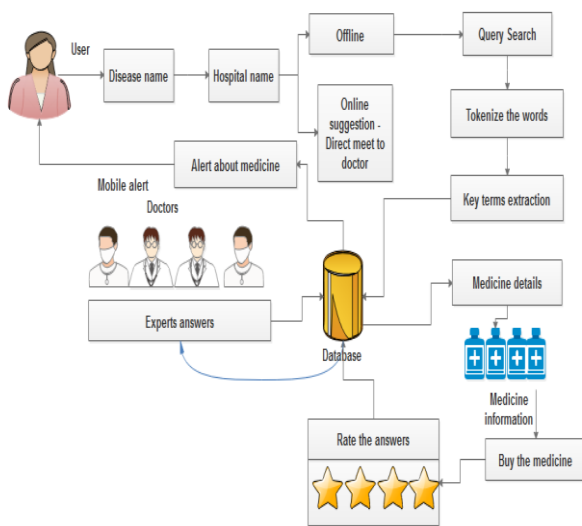 User
Disease name
Hospital name
Offline
Query Search
Online
suggestion -
Direct meet to
doctor
Tokenize the words
Alert about medicine
Key terms extraction
Mobile alert
Doctors
Experts answers
Database
Medicine details
Medicine
information
Rate the answers
Buy the medicine